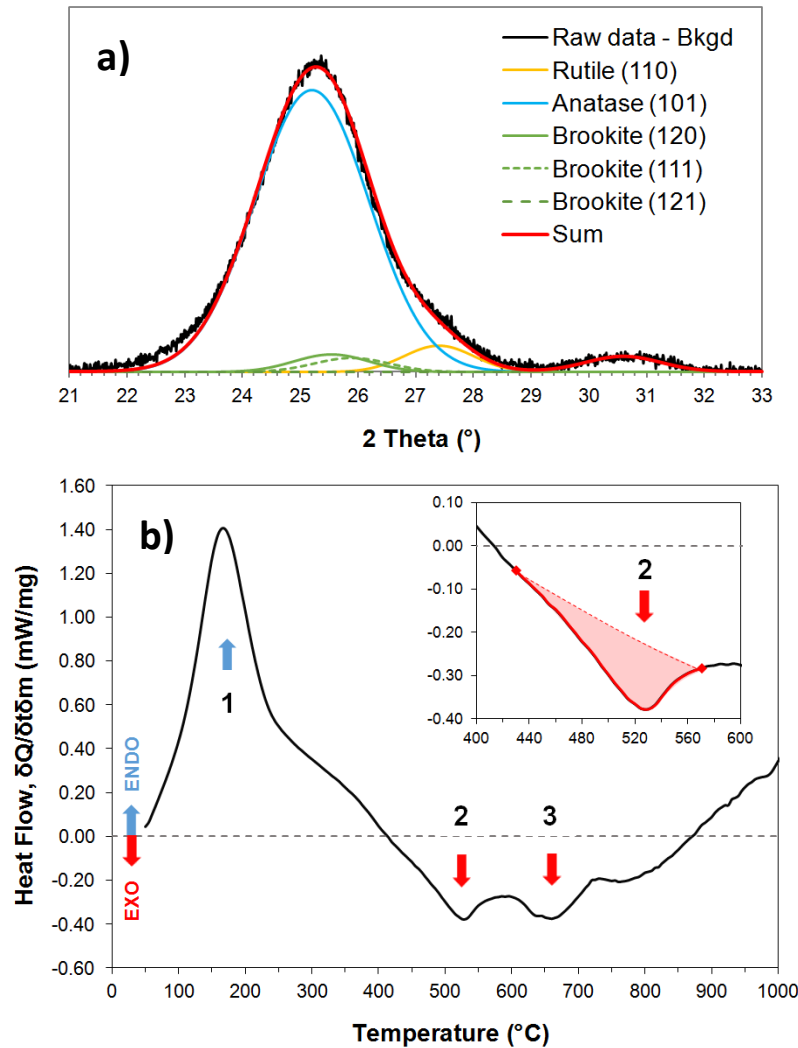 a)
Raw data - Bkgd
Rutile (110)
Anatase (101)
Brookite (120)
Brookite (111)
Brookite (121)
Sum
21 22 23 24 25 26 27 28 29 30 31 32 33
2 Theta (°)
b)
Heat Flow, δQ/δtδm (mW/mg)
1.60
1.40
1.20
1.00
0.80
0.60
0.40
0.20
0.00
-0.20
-0.40
-0.60
ENDO
EXO
1
2
3
0.10
0.00
-0.10
-0.20
-0.30
-0.40
2
400 440 480 520 560 600
0 100 200 300 400 500 600 700 800 900 1000
Temperature (°C)